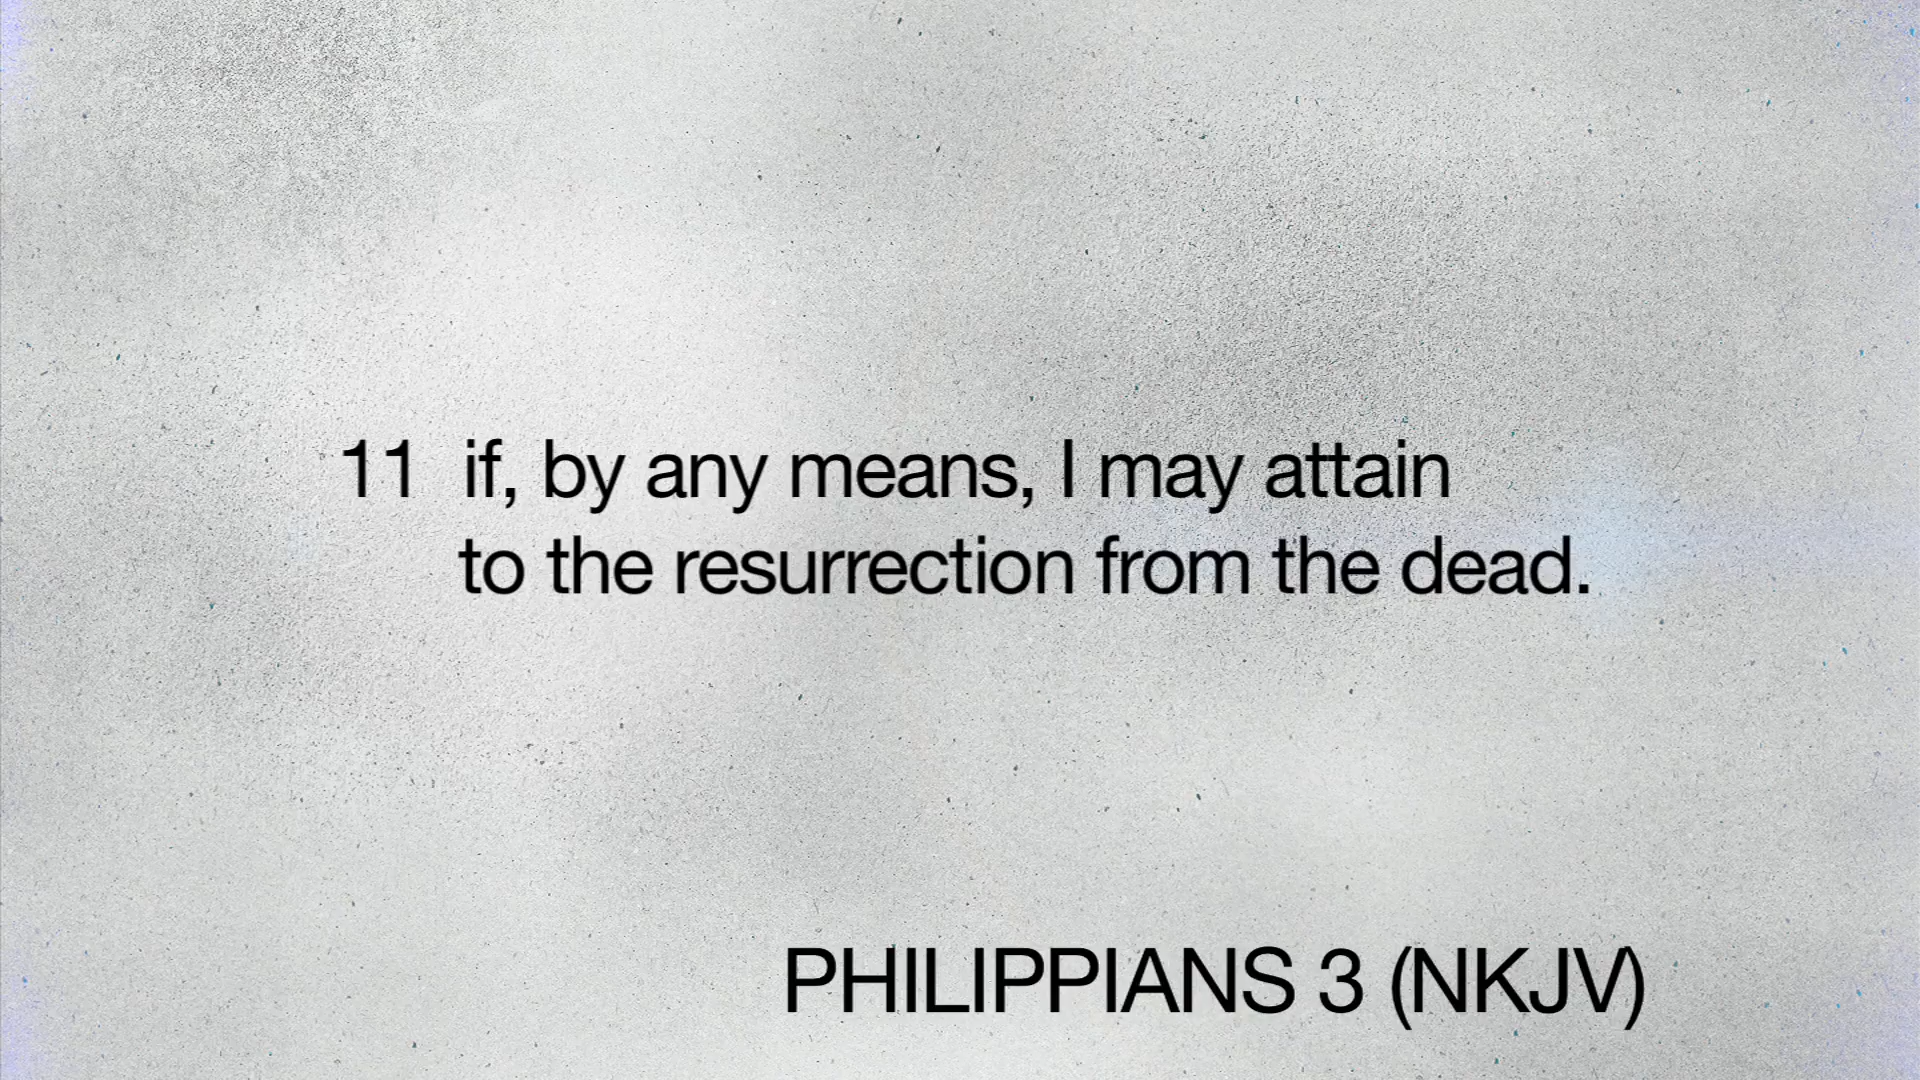 11 if, by any means, I may attain
to the resurrection from the dead.
PHILIPPIANS 3 (NKJV)